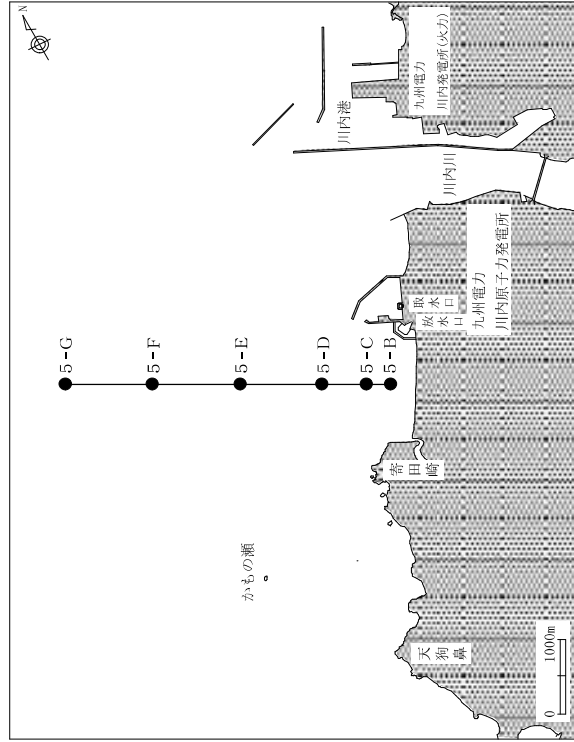 N
川内港
九州電力
川内発電所(火力)
川内川
取水口
放水口
九州電力
川内原子力発電所
5-G
5-F
5-E
5-D
5-C
5-B
寄田崎
かもの瀬
天狗鼻
0 1000m